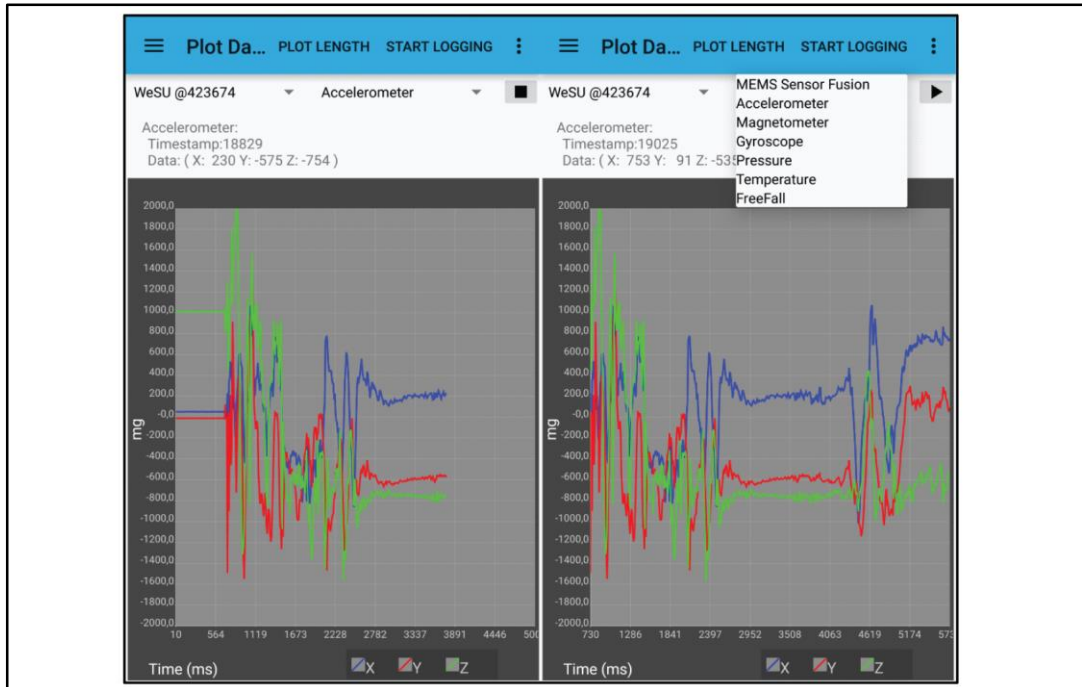 Plot Da... PLOT LENGTH START LOGGING
WeSU @423674 Accelerometer
Accelerometer:
Timestamp:18829
Data: ( X: 230 Y: -575 Z: -754 )
2000,0
1800,0
1600,0
1400,0
1200,0
1000,0
800,0
600,0
400,0
200,0
-0,0
-200,0
-400,0
-600,0
-800,0
-1000,0
-1200,0
-1400,0
-1600,0
-1800,0
-2000,0
mg
10 564 1119 1673 2228 2782 3337 3891 4446 500
Time (ms) X Y Z
Plot Da... PLOT LENGTH START LOGGING
WeSU @423674
MEMS Sensor Fusion
Accelerometer
Magnetometer
Gyroscope
Pressure
Temperature
FreeFall
Accelerometer:
Timestamp:19025
Data: ( X: 753 Y: 91 Z: -535
2000,0
1800,0
1600,0
1400,0
1200,0
1000,0
800,0
600,0
400,0
200,0
-0,0
-200,0
-400,0
-600,0
-800,0
-1000,0
-1200,0
-1400,0
-1600,0
-1800,0
-2000,0
mg
730 1286 1841 2397 2952 3508 4063 4619 5174 573
Time (ms) X Y Z